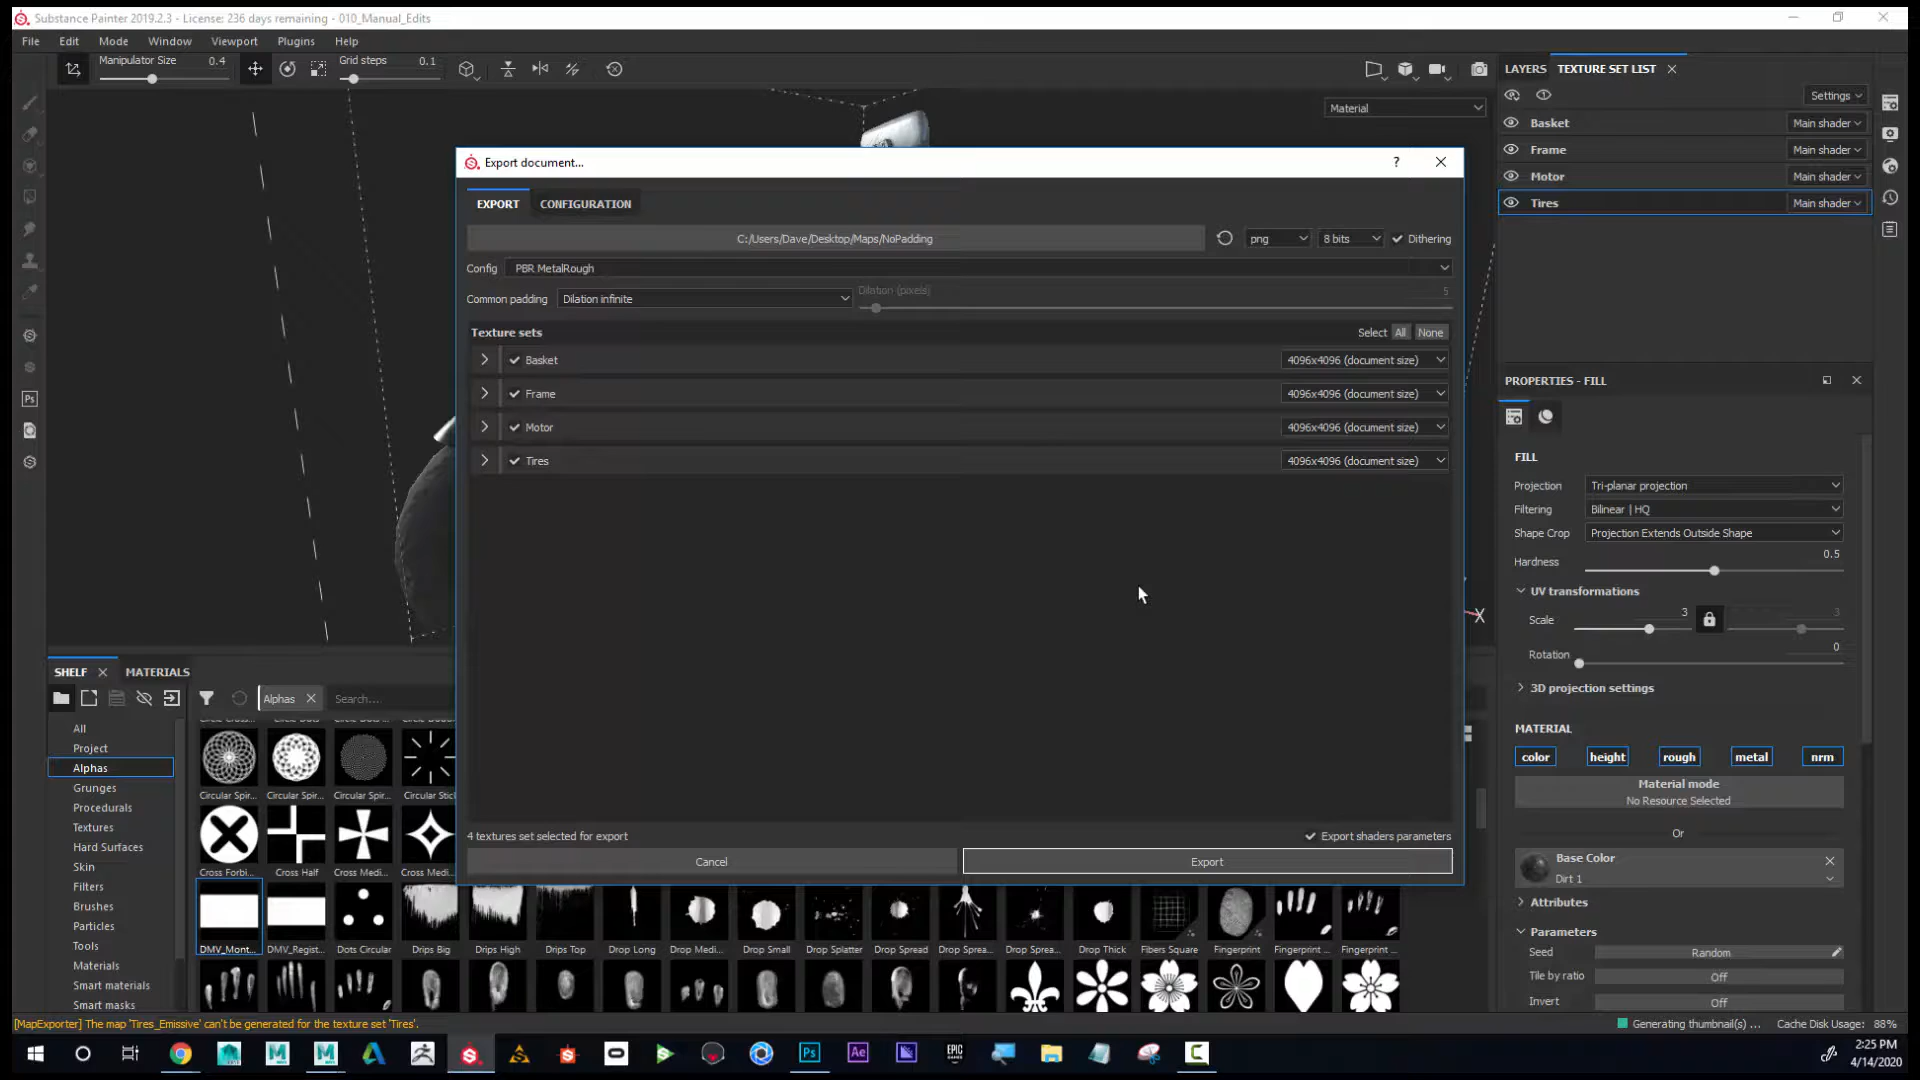 Substance Painter 2019.2.3 - License: 236 days remaining - 010_Manual_Edits
File Edit Mode Window Viewport Plugins Help
Manipulator Size 0.4
Grid steps 0.1
LAYERS TEXTURE SET LIST
Settings
Material
Basket Main shader
Frame Main shader
Motor Main shader
Tires Main shader
Export document...
?
EXPORT CONFIGURATION
C:/Users/Dave/Desktop/Maps/NoPadding png 8 bits Dithering
Config PBR MetalRough
Common padding Dilation infinite Dilation (pixels) 5
Texture sets Select All None
Basket 4096x4096 (document size)
Frame 4096x4096 (document size)
Motor 4096x4096 (document size)
Tires 4096x4096 (document size)
4 textures set selected for export Export shaders parameters
Cancel Export
X
PROPERTIES - FILL
FILL
Projection Tri-planar projection
Filtering Bilinear | HQ
Shape Crop Projection Extends Outside Shape
Hardness 0.5
UV transformations
Scale 3 3
Rotation 0
3D projection settings
MATERIAL
color height rough metal nrm
Material mode
No Resource Selected
Or
Base Color
Dirt 1
Attributes
Parameters
Seed Random
Tile by ratio Off
Invert Off
SHELF MATERIALS
Alphas Search...
All
Project
Alphas
Grunges
Procedurals
Textures
Hard Surfaces
Skin
Filters
Brushes
Particles
Tools
Materials
Smart materials
Smart masks
Circular Spir... Circular Spir... Circular Spir... Circular Stic
Cross Forbi... Cross Half Cross Medi... Cross Medi...
DMV_Mont... DMV_Regist... Dots Circular Drips Big Drips High Drips Top Drop Long Drop Medi... Drop Small Drop Splatter Drop Spread Drop Sprea... Drop Sprea... Drop Thick Fibers Square Fingerprint Fingerprint ... Fingerprint ...
[MapExporter] The map 'Tires_Emissive' can't be generated for the texture set 'Tires'.
Generating thumbnail(s) ... Cache Disk Usage: 88%
Ps
Ps
Ae
EPIC
GAMES
2:25 PM
4/14/2020